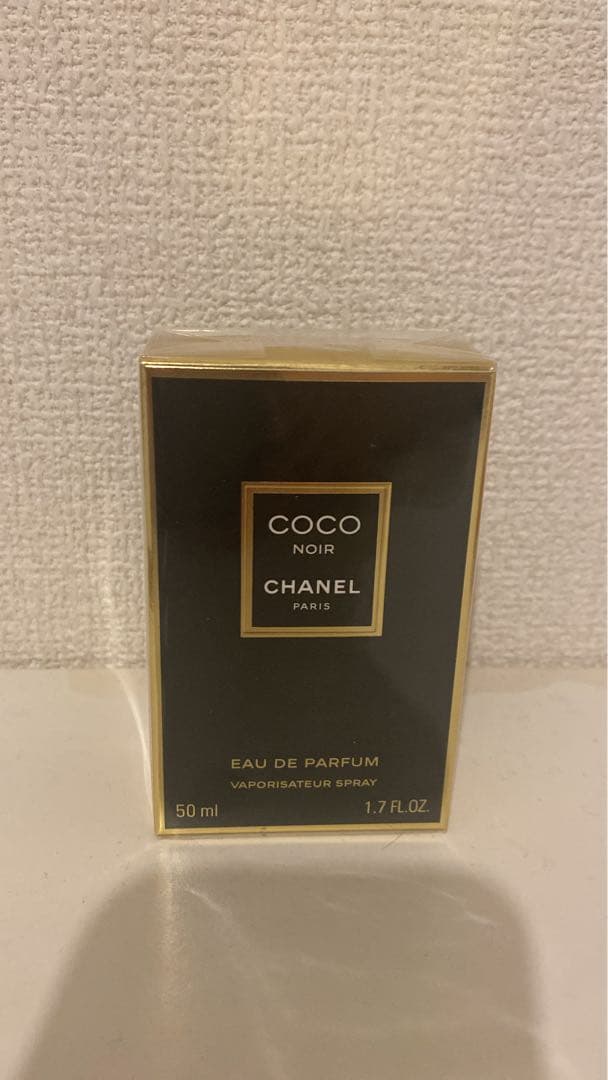 COCO
NOIR
CHANEL
PARIS
EAU DE PARFUM
VAPORISATEUR SPRAY
50 ml 1.7 FL.OZ.